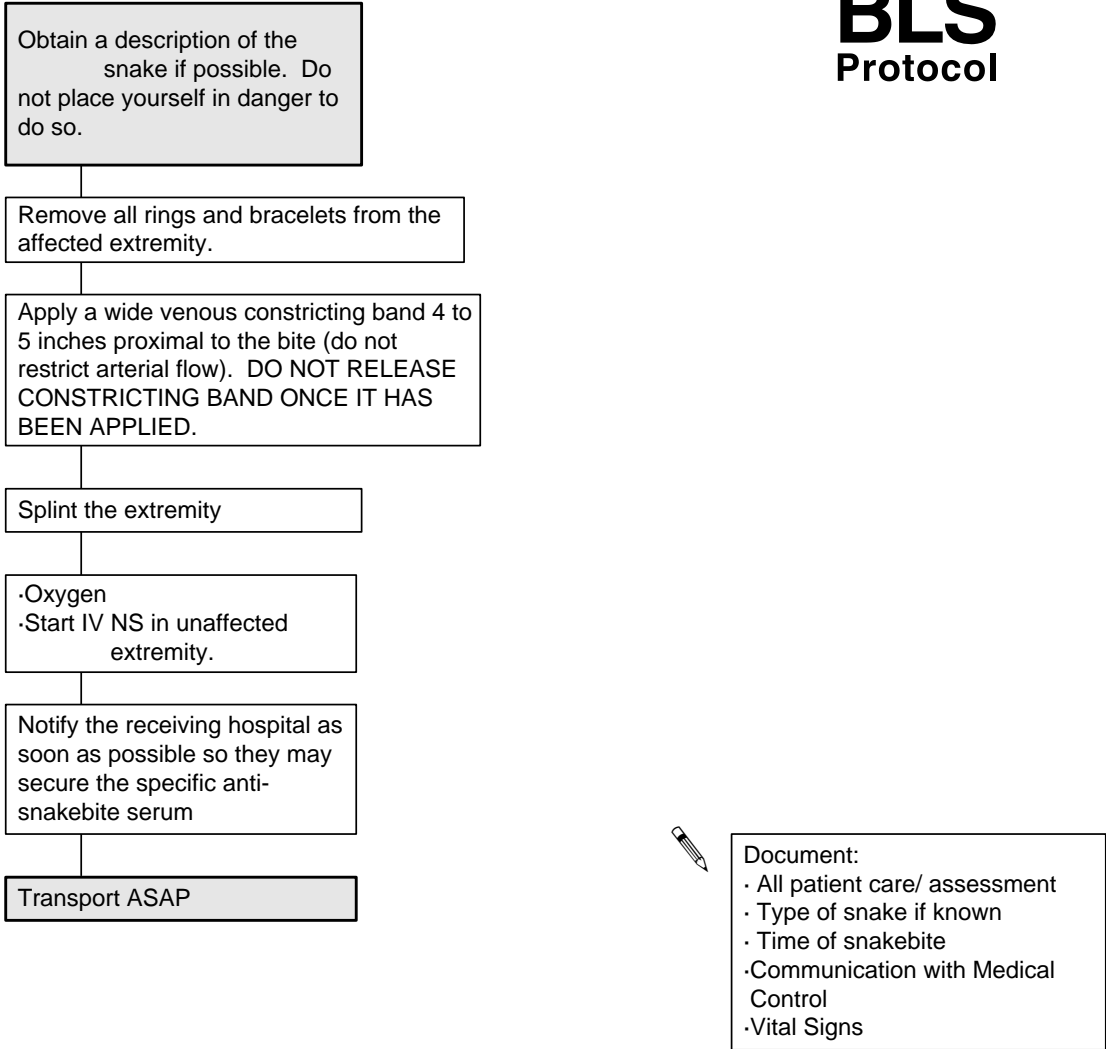 BLS
Protocol
Obtain a description of the
snake if possible.  Do
not place yourself in danger to
do so.
Remove all rings and bracelets from the
affected extremity.
Apply a wide venous constricting band 4 to
5 inches proximal to the bite (do not
restrict arterial flow).  DO NOT RELEASE
CONSTRICTING BAND ONCE IT HAS
BEEN APPLIED.
Splint the extremity
·Oxygen
·Start IV NS in unaffected
extremity.
Notify the receiving hospital as
soon as possible so they may
secure the specific anti-
snakebite serum
Transport ASAP
Document:
· All patient care/ assessment
· Type of snake if known
· Time of snakebite
·Communication with Medical
Control
·Vital Signs